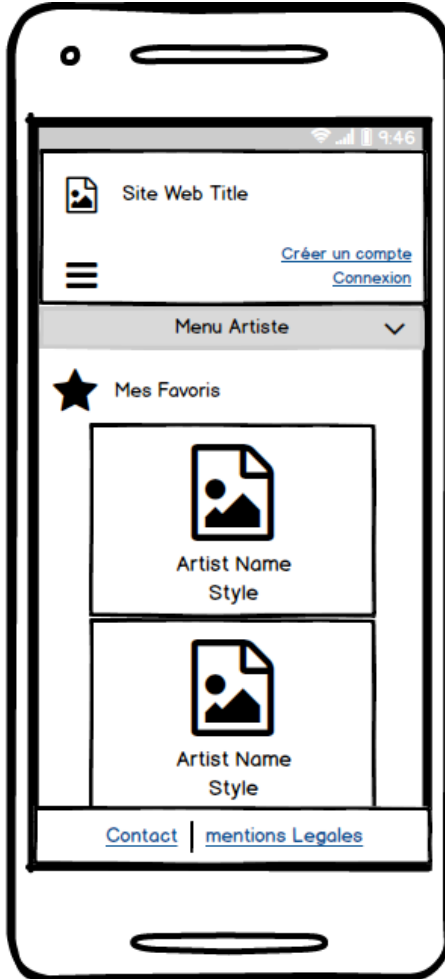 9:46
Site Web Title
Créer un compte
Connexion
Menu Artiste
Mes Favoris
Artist Name
Style
Artist Name
Style
Contact | mentions Legales